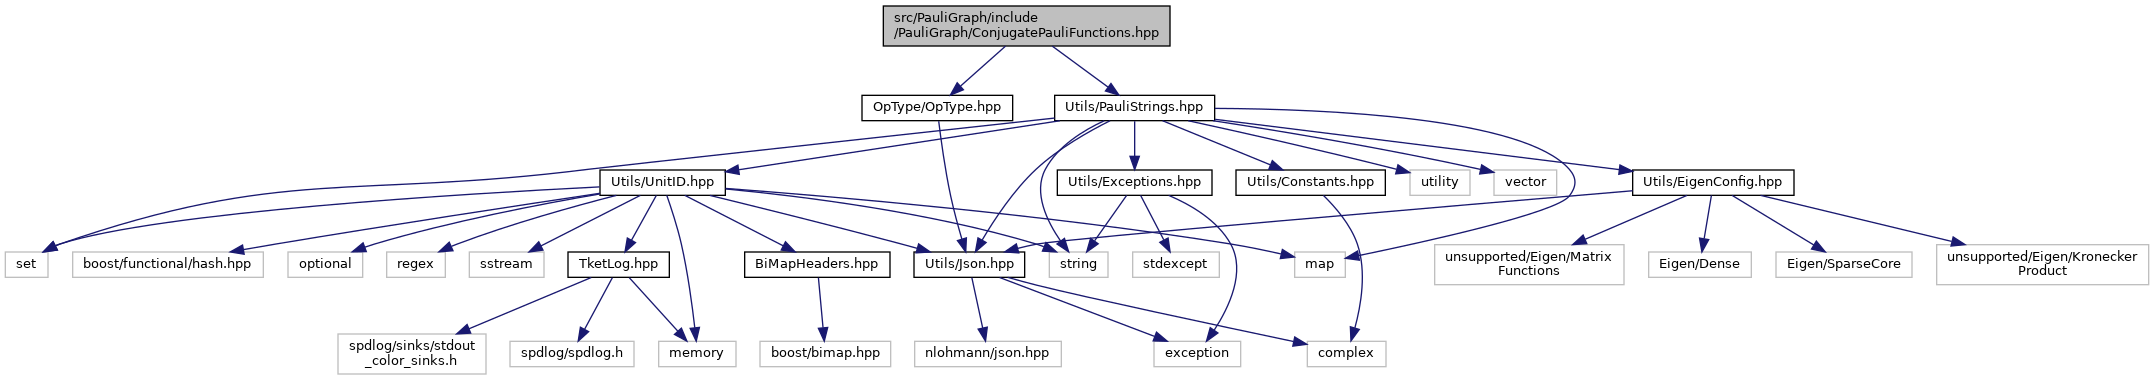 src/PauliGraph/include
/PauliGraph/ConjugatePauliFunctions.hpp
OpType/OpType.hpp
Utils/PauliStrings.hpp
Utils/UnitID.hpp
Utils/Exceptions.hpp
Utils/Constants.hpp
utility
vector
Utils/EigenConfig.hpp
set
boost/functional/hash.hpp
optional
regex
sstream
TketLog.hpp
BiMapHeaders.hpp
Utils/Json.hpp
string
stdexcept
map
unsupported/Eigen/Matrix
Functions
Eigen/Dense
Eigen/SparseCore
unsupported/Eigen/Kronecker
Product
spdlog/sinks/stdout
_color_sinks.h
spdlog/spdlog.h
memory
boost/bimap.hpp
nlohmann/json.hpp
exception
complex